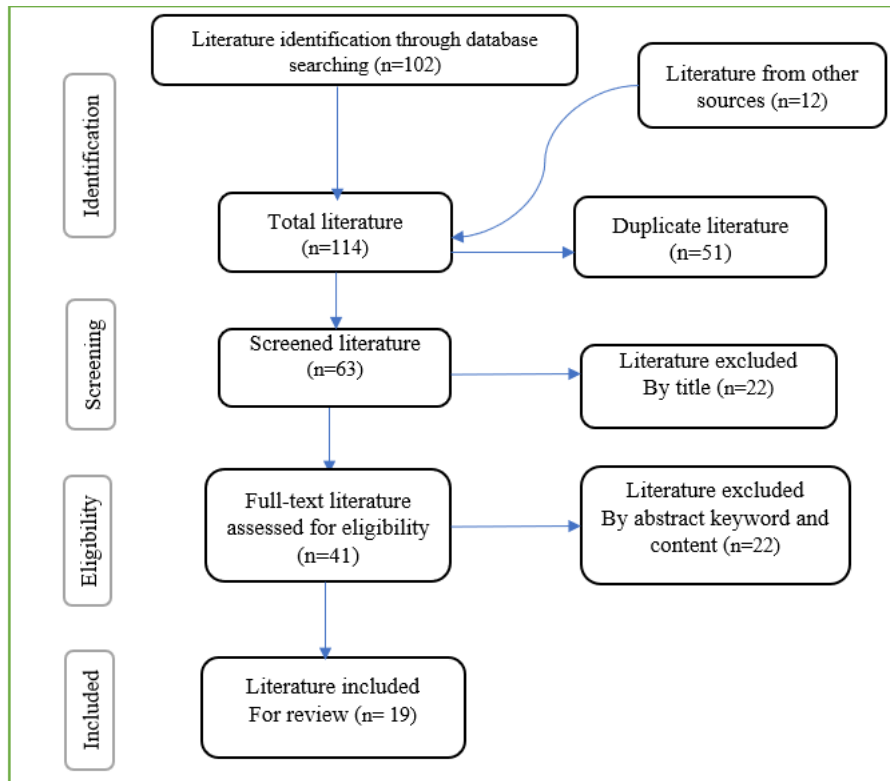 Literature identification through database
searching (n=102)
Literature from other
sources (n=12)
Identification
Total literature
(n=114)
Duplicate literature
(n=51)
Screening
Screened literature
(n=63)
Literature excluded
By title (n=22)
Eligibility
Full-text literature
assessed for eligibility
(n=41)
Literature excluded
By abstract keyword and
content (n=22)
Included
Literature included
For review (n= 19)